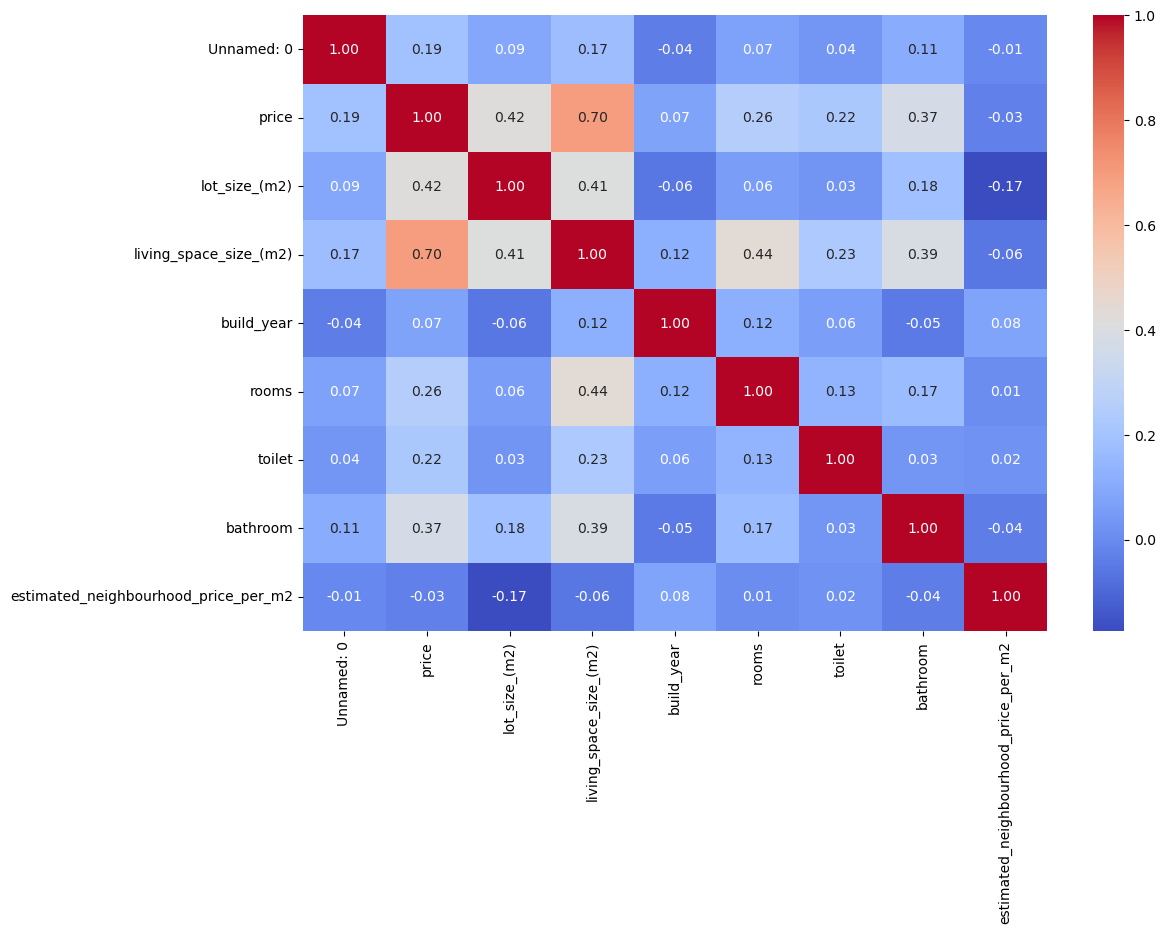 Unnamed: 0 1.00 0.19 0.09 0.17 -0.04 0.07 0.04 0.11 -0.01
price 0.19 1.00 0.42 0.70 0.07 0.26 0.22 0.37 -0.03
lot_size_(m2) 0.09 0.42 1.00 0.41 -0.06 0.06 0.03 0.18 -0.17
living_space_size_(m2) 0.17 0.70 0.41 1.00 0.12 0.44 0.23 0.39 -0.06
build_year -0.04 0.07 -0.06 0.12 1.00 0.12 0.06 -0.05 0.08
rooms 0.07 0.26 0.06 0.44 0.12 1.00 0.13 0.17 0.01
toilet 0.04 0.22 0.03 0.23 0.06 0.13 1.00 0.03 0.02
bathroom 0.11 0.37 0.18 0.39 -0.05 0.17 0.03 1.00 -0.04
estimated_neighbourhood_price_per_m2 -0.01 -0.03 -0.17 -0.06 0.08 0.01 0.02 -0.04 1.00
Unnamed: 0
price
lot_size_(m2)
living_space_size_(m2)
build_year
rooms
toilet
bathroom
estimated_neighbourhood_price_per_m2
1.0
0.8
0.6
0.4
0.2
0.0